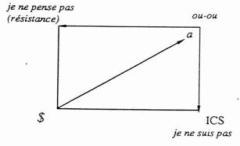 je ne pense pas
(résistance)
ou-ou
a
$
ICS
je ne suis pas